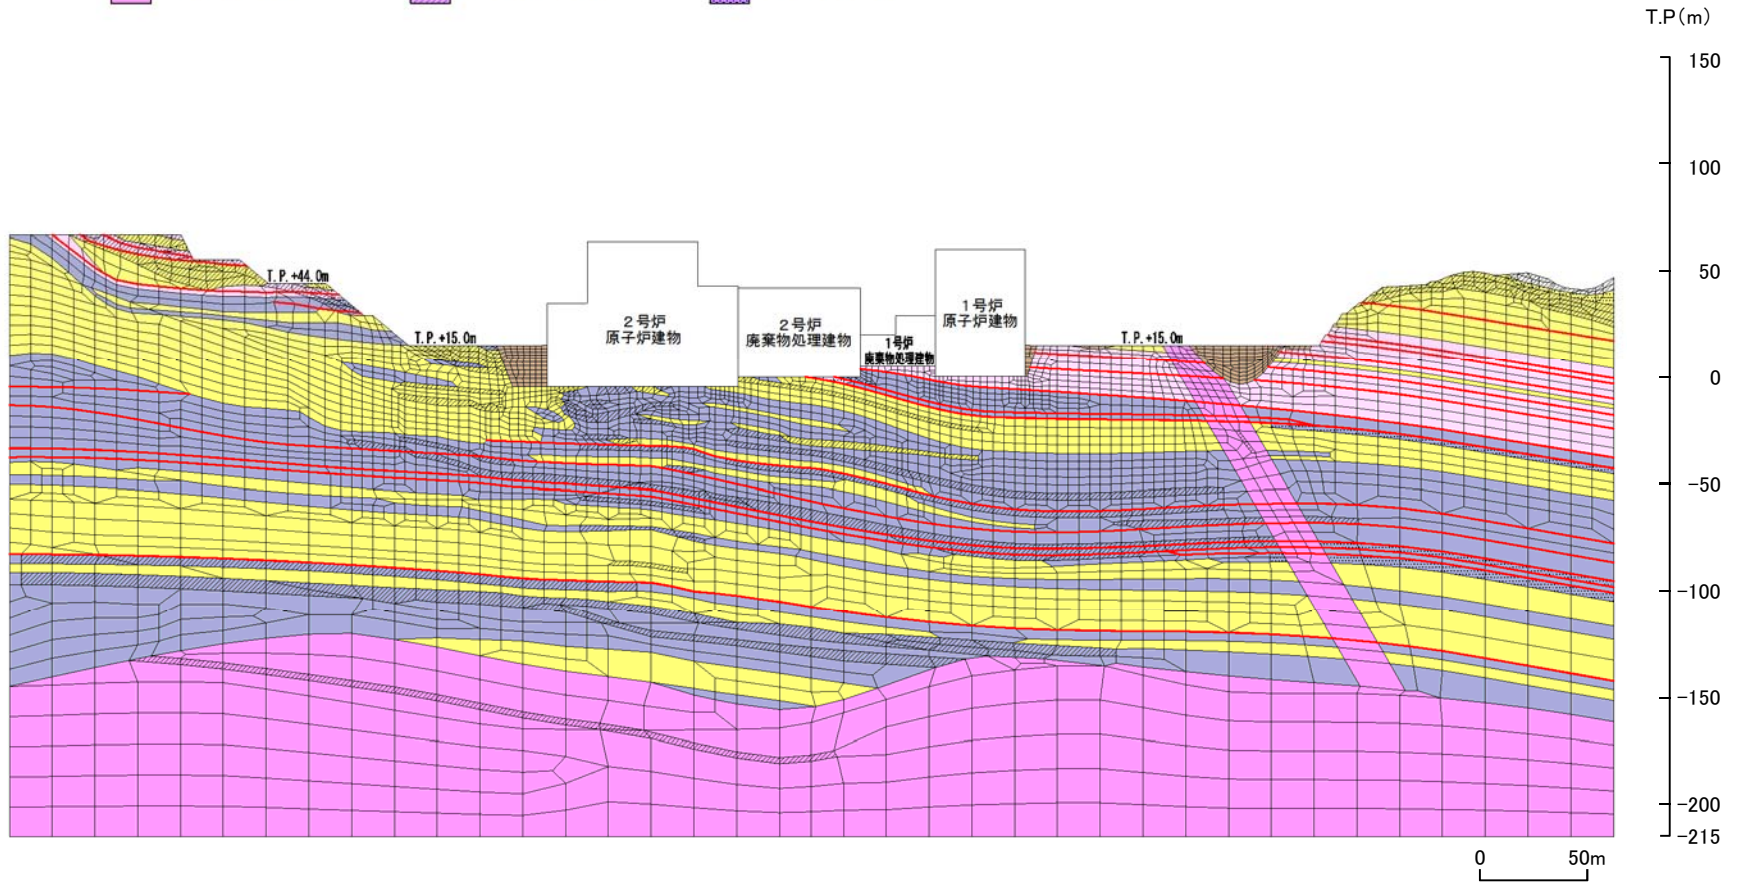 T.P(m)
150
100
50
0
-50
-100
-150
-200
-215
T.P.+44.0m
T.P.+15.0m
2号炉
原子炉建物
2号炉
廃棄物処理建物
1号炉
廃棄物処理建物
1号炉
原子炉建物
T.P.+15.0m
0 50m